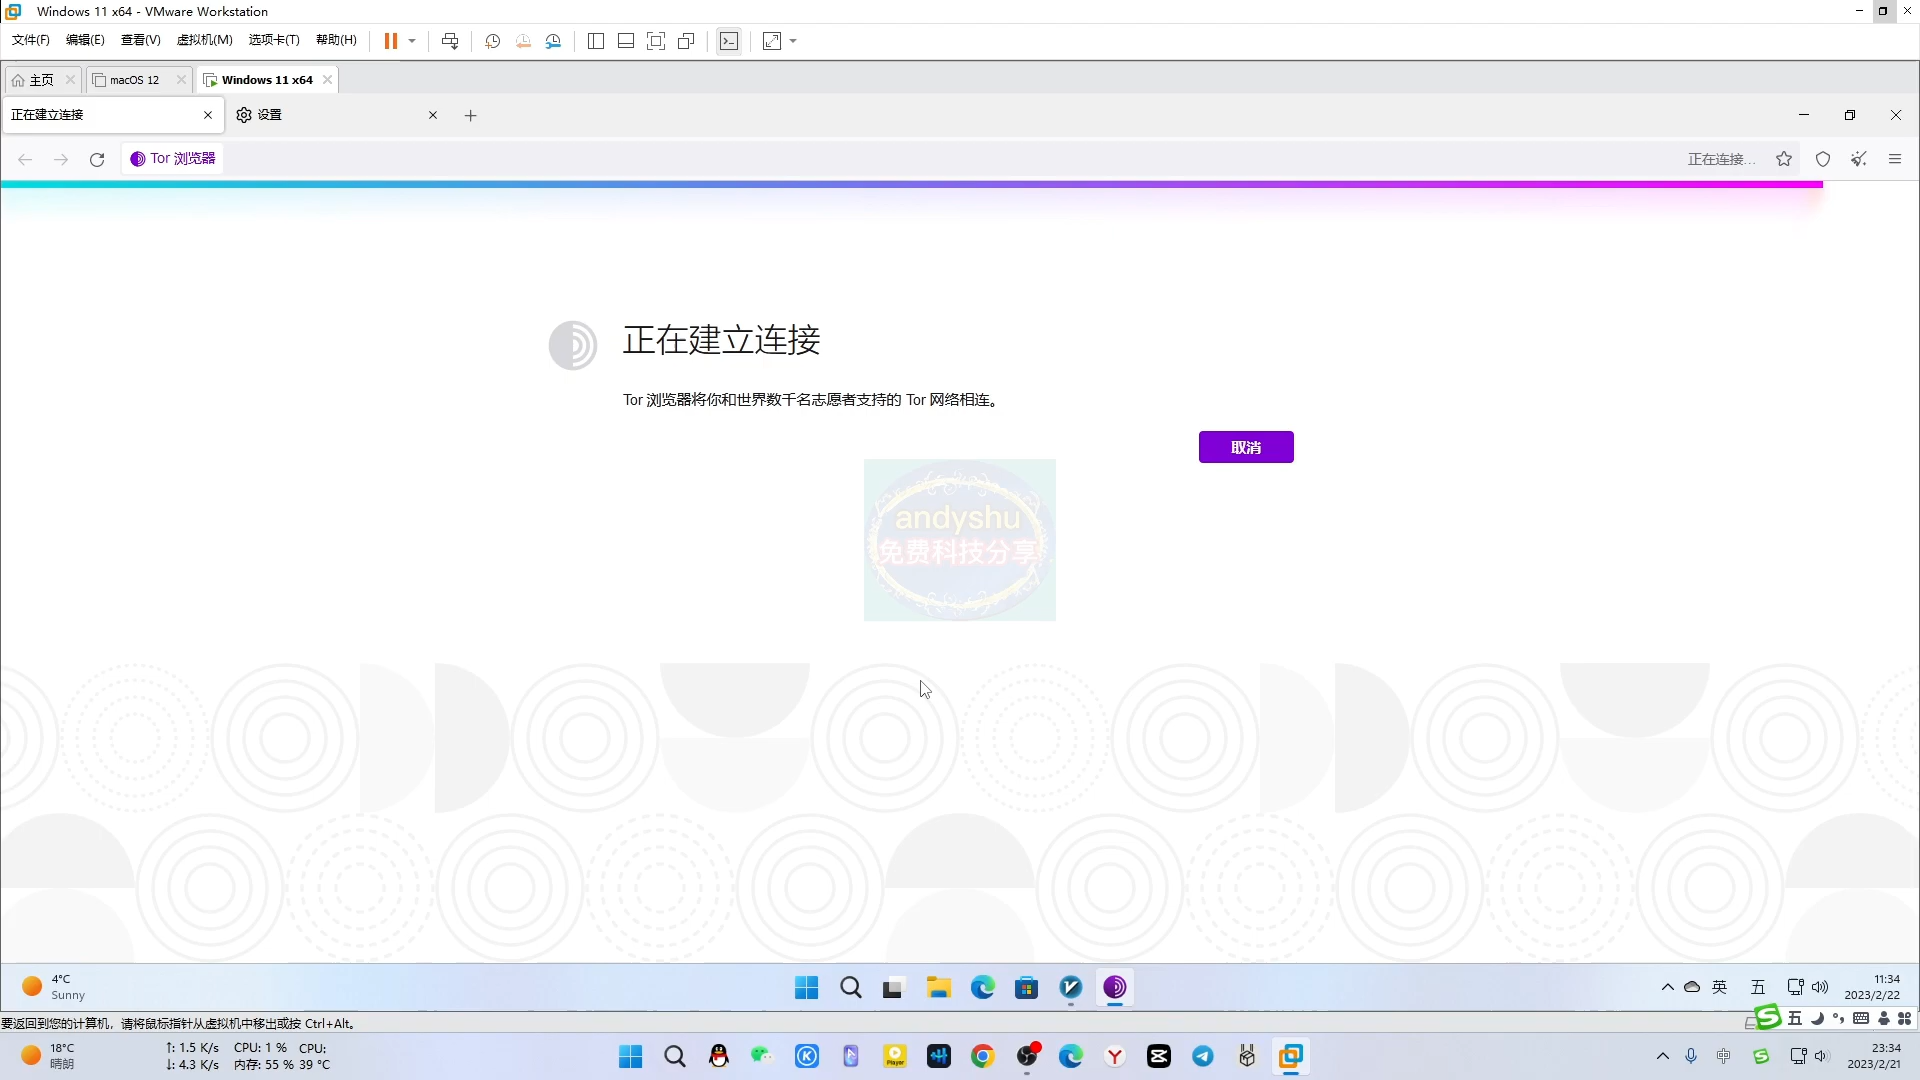 Windows 11 x64 - VMware Workstation
文件(F) 编辑(E) 查看(V) 虚拟机(M) 选项卡(T) 帮助(H)
主页 macOS 12 Windows 11 x64
正在建立连接 设置
Tor 浏览器 正在连接...
正在建立连接
Tor 浏览器将你和世界数千名志愿者支持的 Tor 网络相连。
取消
andyshu
免费科技分享
4°C
Sunny
英 五
11:34
2023/2/22
要返回到您的计算机，请将鼠标指针从虚拟机中移出或按 Ctrl+Alt。
五
18°C
晴朗
↑: 1.5 K/s CPU: 1 % CPU:
↓: 4.3 K/s 内存: 55 % 39 °C
Player
中
23:34
2023/2/21